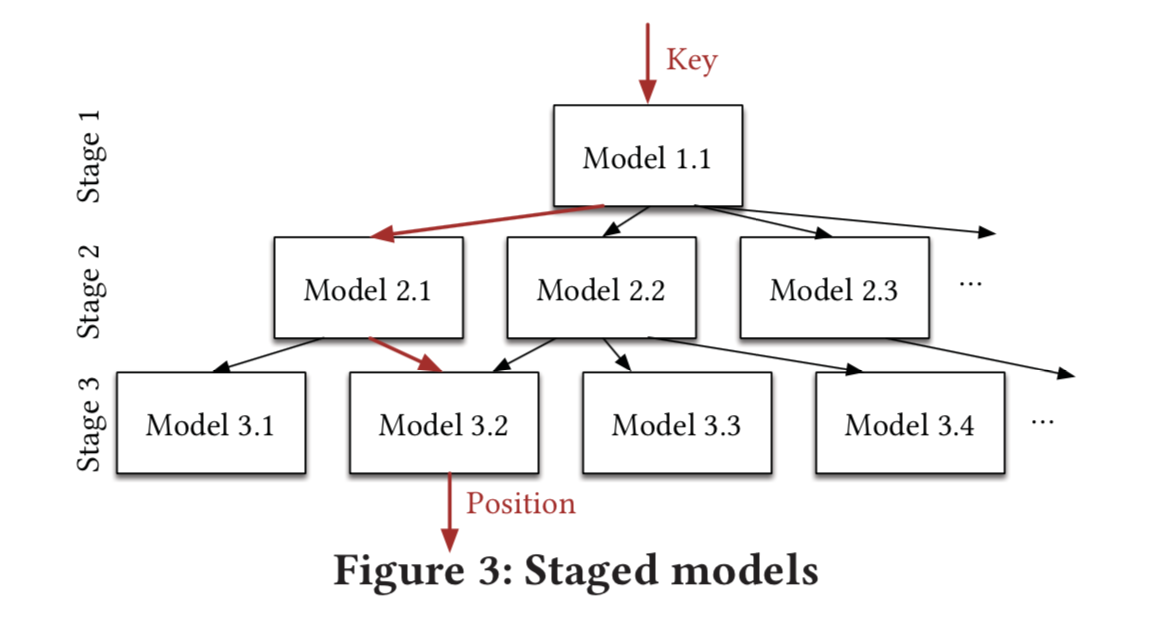 Key
Stage 1
Model 1.1
Stage 2
Model 2.1
Model 2.2
Model 2.3
...
Stage 3
Model 3.1
Model 3.2
Model 3.3
Model 3.4
...
Position
Figure 3: Staged models